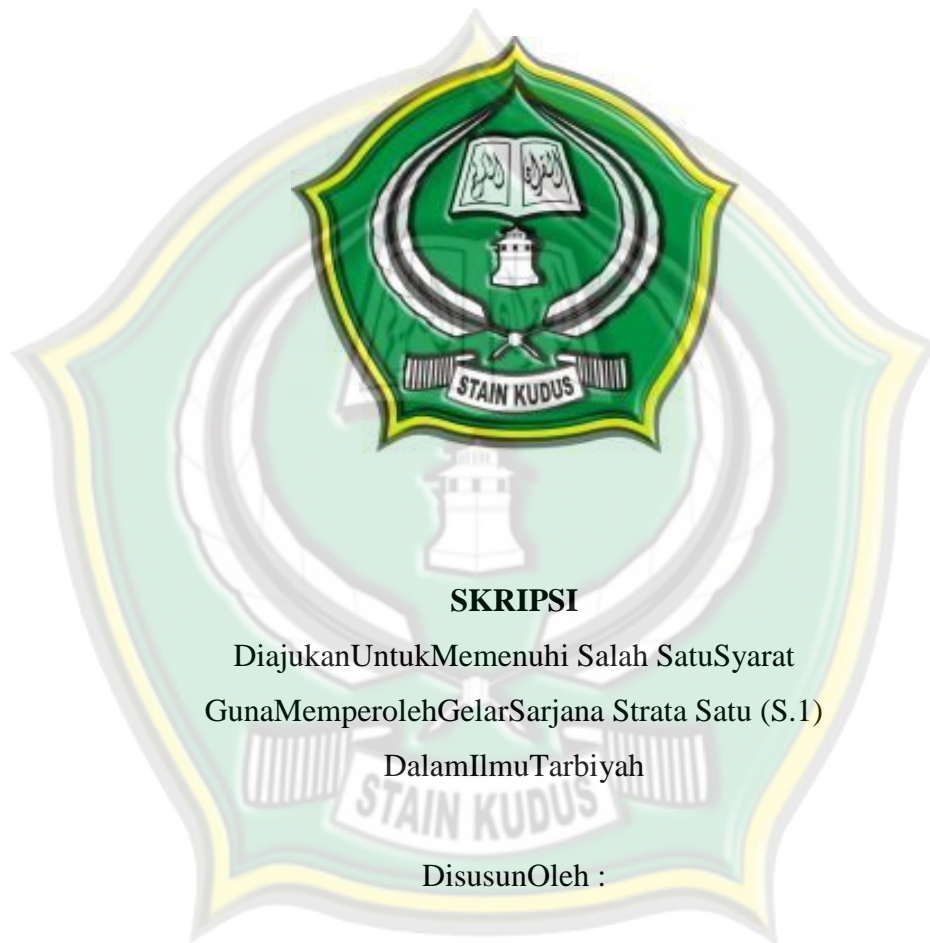 STAIN KUDUS
SKRIPSI
DiajukanUntukMemenuhi Salah SatuSyarat
GunaMemperolehGelarSarjana Strata Satu (S.1)
DalamIlmuTarbiyah
STAIN KUDUS
DisusunOleh :